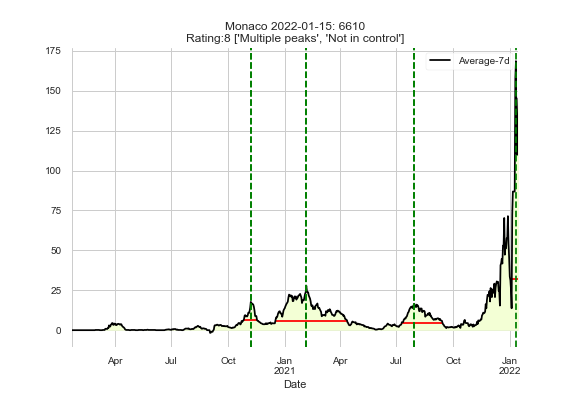 Monaco 2022-01-15: 6610
Rating:8 ['Multiple peaks', 'Not in control']
175
Average-7d
150
125
100
75
50
25
0
Apr Jul Oct Jan Apr Jul Oct Jan
2021 2022
Date